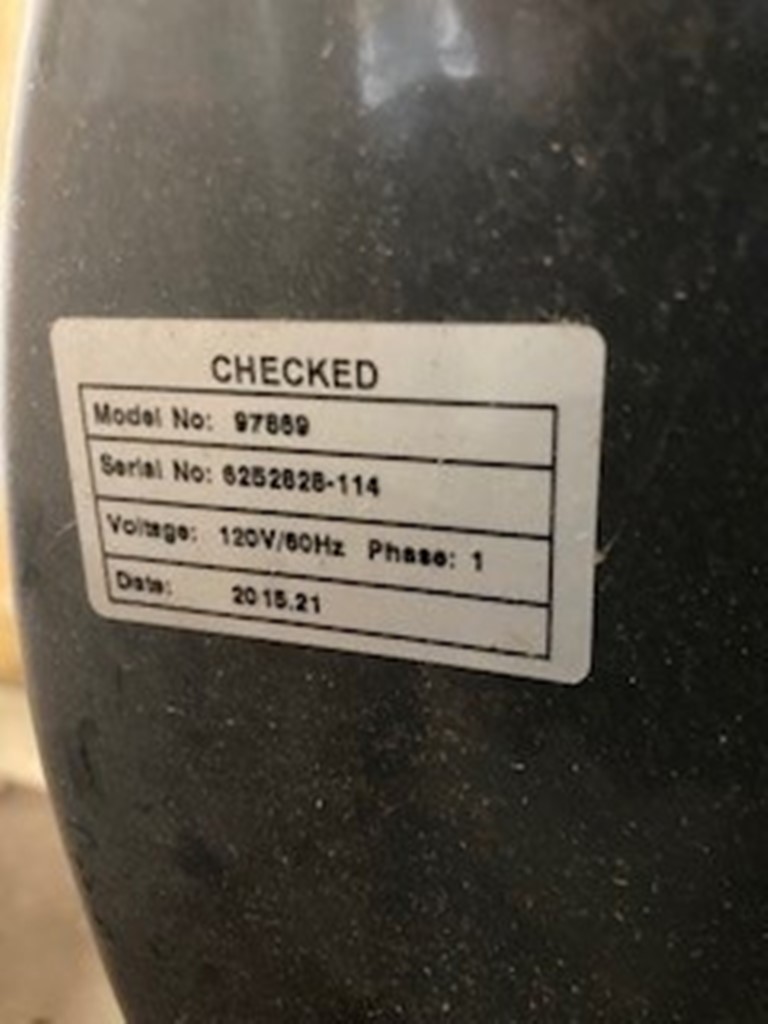 CHECKED
Model No: 97869
Serial No: 6252828-114
Voltage: 120V/60Hz Phase: 1
Date: 2015.21